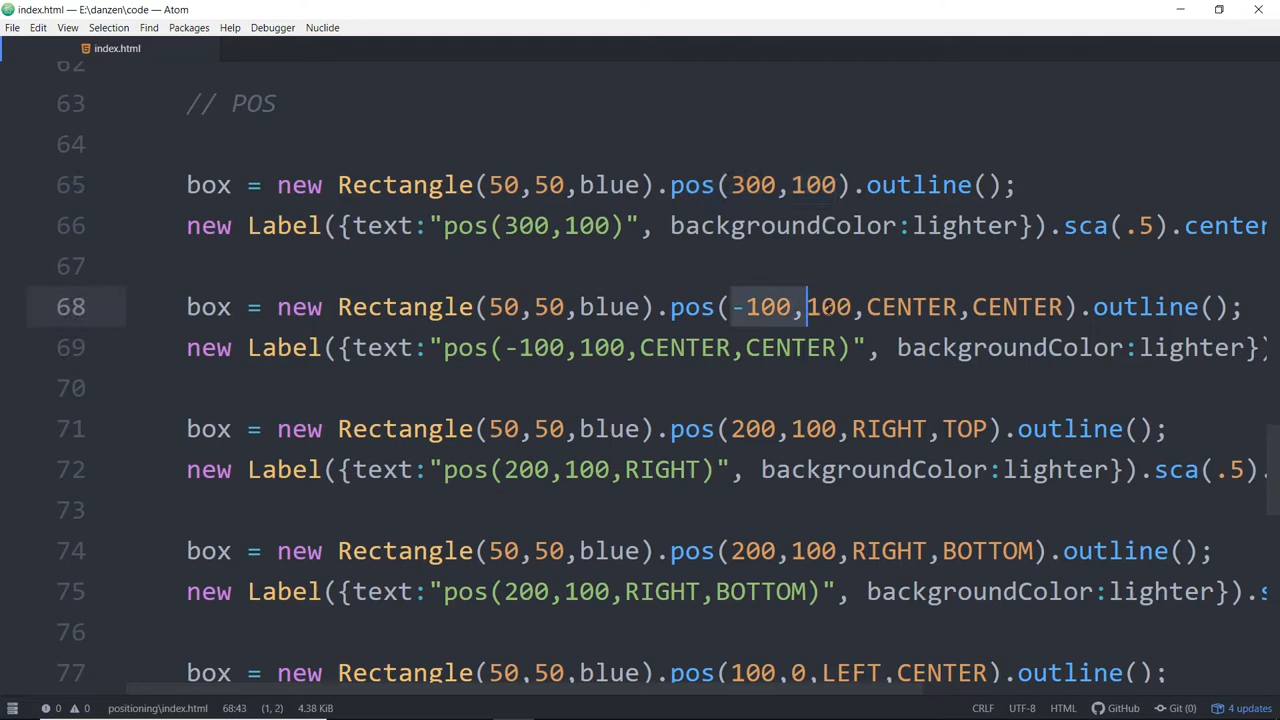 index.html — E:\danzen\code — Atom
File Edit View Selection Find Packages Help Debugger Nuclide
index.html
62
63 // POS
64
65 box = new Rectangle(50,50,blue).pos(300,100).outline();
66 new Label({text:"pos(300,100)", backgroundColor:lighter}).sca(.5).center
67
68 box = new Rectangle(50,50,blue).pos(-100,100,CENTER,CENTER).outline();
69 new Label({text:"pos(-100,100,CENTER,CENTER)", backgroundColor:lighter})
70
71 box = new Rectangle(50,50,blue).pos(200,100,RIGHT,TOP).outline();
72 new Label({text:"pos(200,100,RIGHT)", backgroundColor:lighter}).sca(.5).
73
74 box = new Rectangle(50,50,blue).pos(200,100,RIGHT,BOTTOM).outline();
75 new Label({text:"pos(200,100,RIGHT,BOTTOM)", backgroundColor:lighter}).s
76
77 box = new Rectangle(50,50,blue).pos(100,0,LEFT,CENTER).outline();
0 0 positioning\index.html 68:43 (1, 2) 4.38 KiB CRLF UTF-8 HTML GitHub Git (0) 4 updates